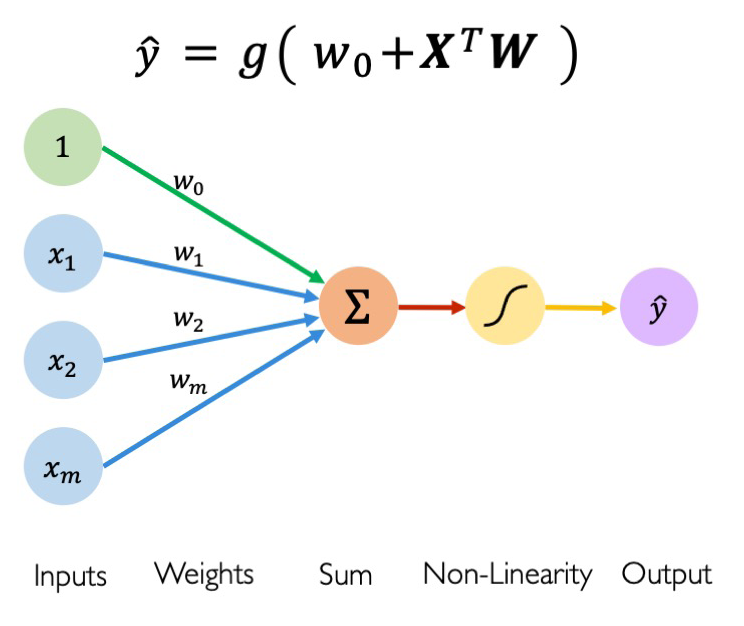 ŷ = g( w₀ + XᵀW )
1
w₀
x₁
w₁
x₂
w₂
xₘ
wₘ
Σ
∫
ŷ
Inputs Weights Sum Non-Linearity Output